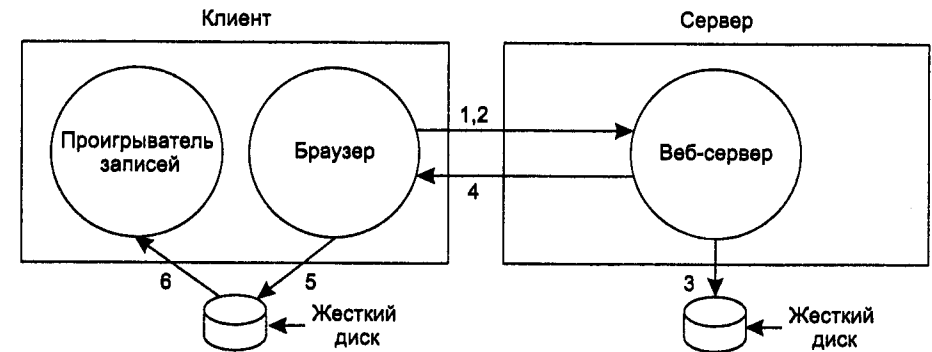 Клиент
Сервер
Проигрыватель
записей
Браузер
1,2
4
Веб-сервер
6
5
3
Жесткий
диск
Жесткий
диск